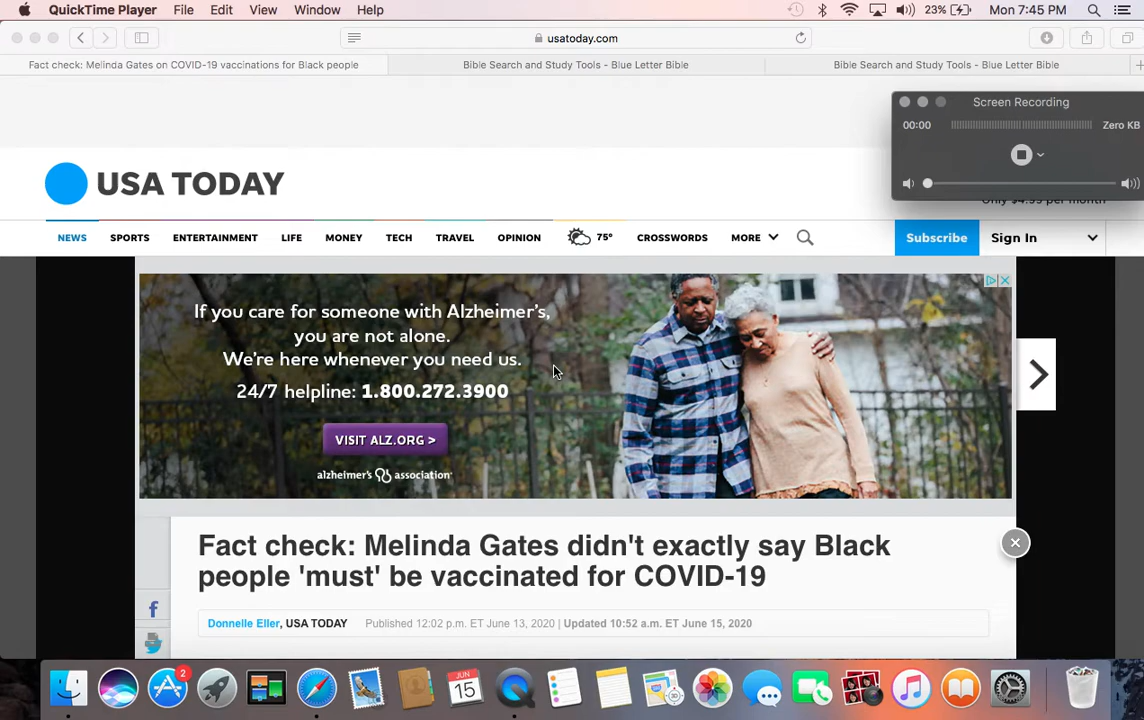 QuickTime Player File Edit View Window Help 23% Mon 7:45 PM
usatoday.com
Fact check: Melinda Gates on COVID-19 vaccinations for Black people Bible Search and Study Tools - Blue Letter Bible Bible Search and Study Tools - Blue Letter Bible
Screen Recording
00:00 Zero KB
USA TODAY
Only $4.99 per month
NEWS SPORTS ENTERTAINMENT LIFE MONEY TECH TRAVEL OPINION 75° CROSSWORDS MORE Subscribe Sign In
If you care for someone with Alzheimer's,
you are not alone.
We're here whenever you need us.
24/7 helpline: 1.800.272.3900
VISIT ALZ.ORG >
alzheimer's association
Fact check: Melinda Gates didn't exactly say Black
people 'must' be vaccinated for COVID-19
Donnelle Eller, USA TODAY Published 12:02 p.m. ET June 13, 2020 | Updated 10:52 a.m. ET June 15, 2020
2
JUN
15